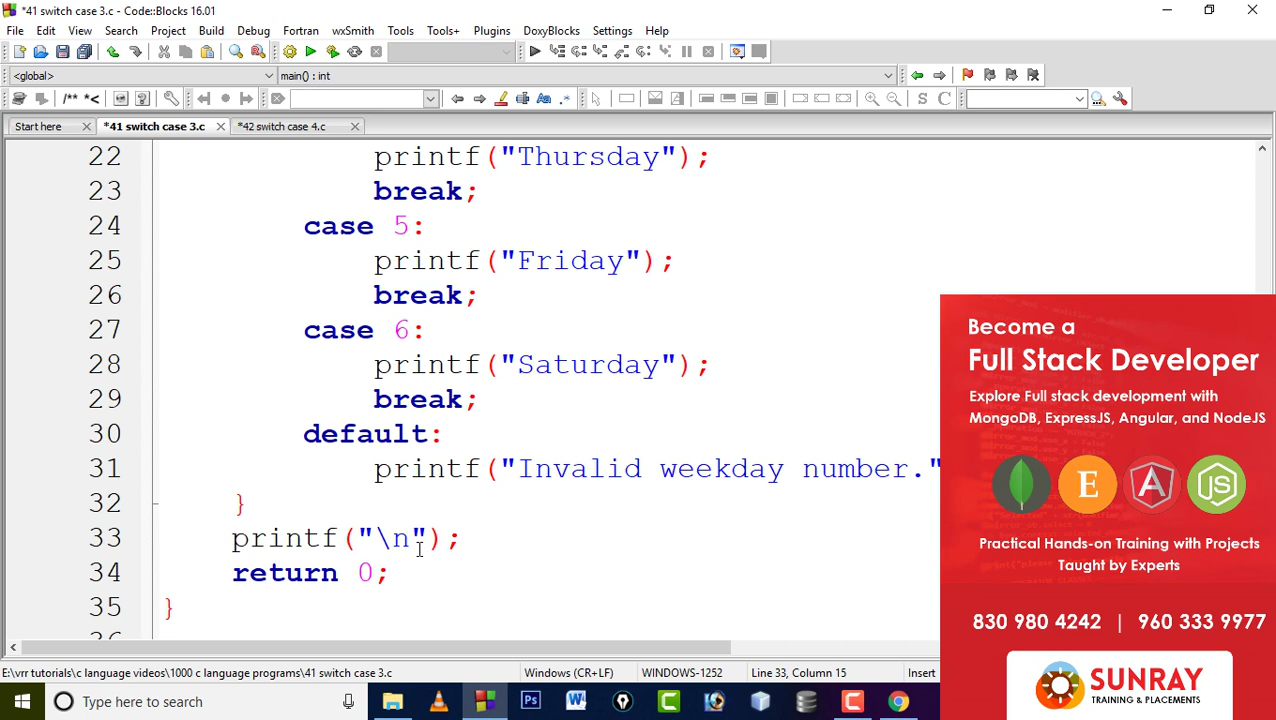 *41 switch case 3.c - Code::Blocks 16.01
File Edit View Search Project Build Debug Fortran wxSmith Tools Tools+ Plugins DoxyBlocks Settings Help
<global> main() : int
/** *<
S C
Start here *41 switch case 3.c *42 switch case 4.c
22 printf("Thursday");
23 break;
24 case 5:
25 printf("Friday");
26 break;
27 case 6:
28 printf("Saturday");
29 break;
30 default:
31 printf("Invalid weekday number."
32 }
33 printf("\n");
34 return 0;
35 }
Become a
Full Stack Developer
Explore Full stack development with
MongoDB, ExpressJS, Angular, and NodeJS
E A JS
Practical Hands-on Training with Projects
Taught by Experts
830 980 4242 | 960 333 9977
SUNRAY
TRAINING & PLACEMENTS
E:\vrr tutorials\c language videos\1000 c language programs\41 switch case 3.c Windows (CR+LF) WINDOWS-1252 Line 33, Column 15 Insert
Type here to search
Ps W C